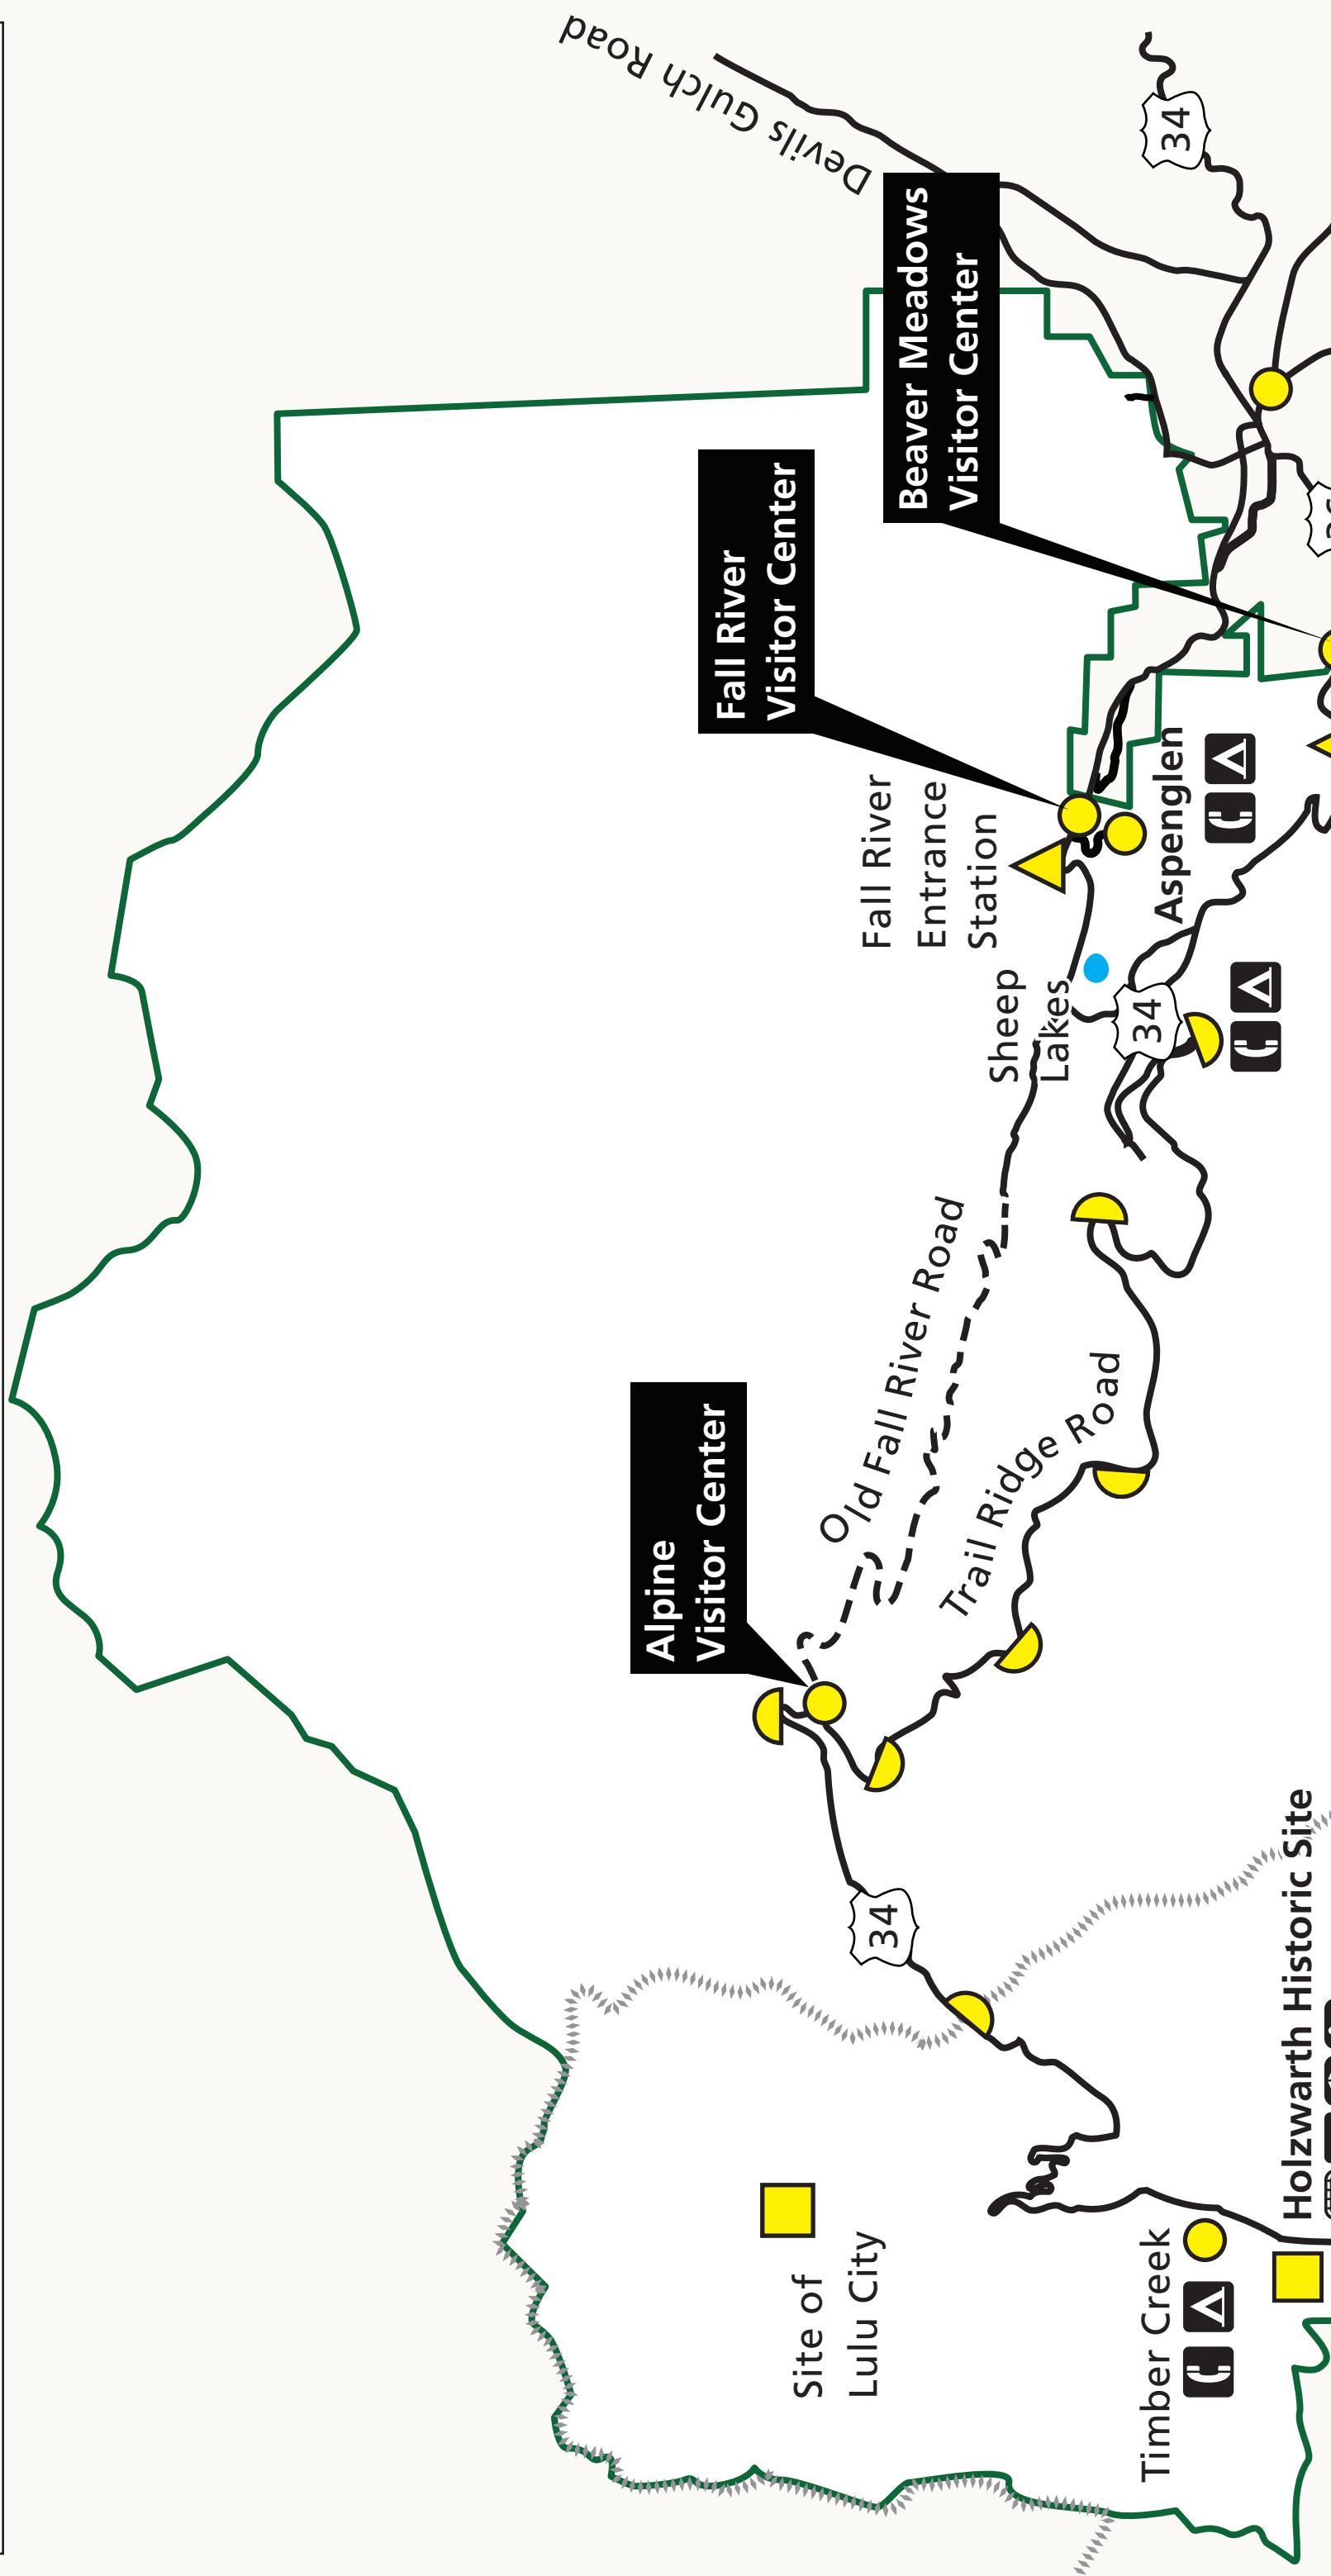 Devils Gulch Road
34
Beaver Meadows
Visitor Center
Fall River
Visitor Center
Fall River
Entrance
Station
Aspenglen
Sheep
Lakes
34
Old Fall River Road
Trail Ridge Road
Alpine
Visitor Center
34
Holzwarth Historic Site
Site of
Lulu City
Timber Creek